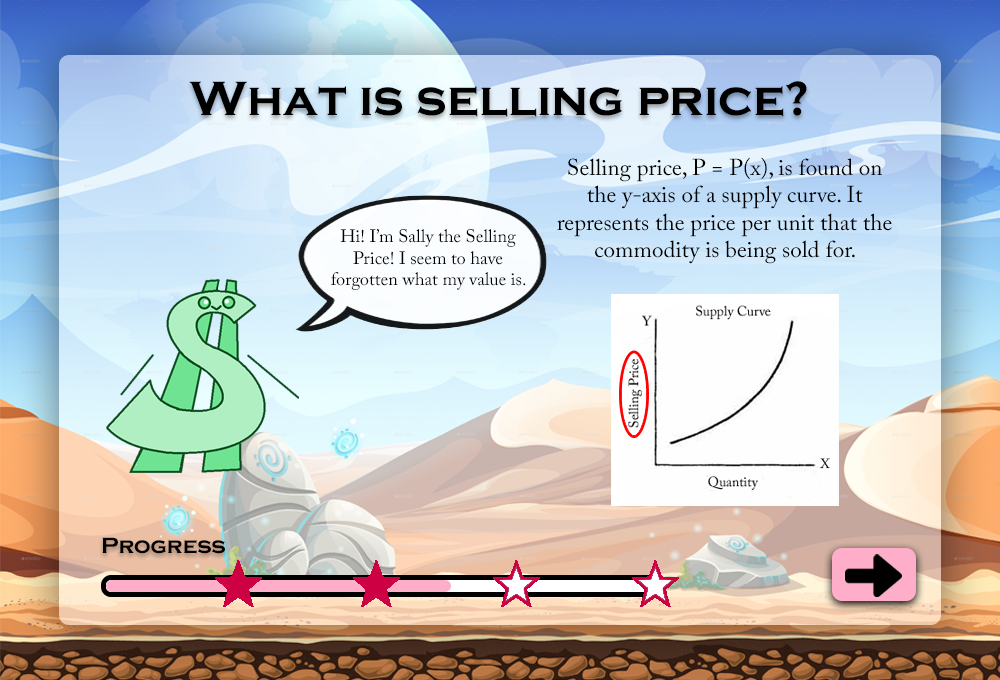 WHAT IS SELLING PRICE?
Selling price, P = P(x), is found on
the y-axis of a supply curve. It
represents the price per unit that the
commodity is being sold for.
Hi! I'm Sally the Selling
Price! I seem to have
forgotten what my value is.
Supply Curve
Y
Selling Price
X
Quantity
PROGRESS